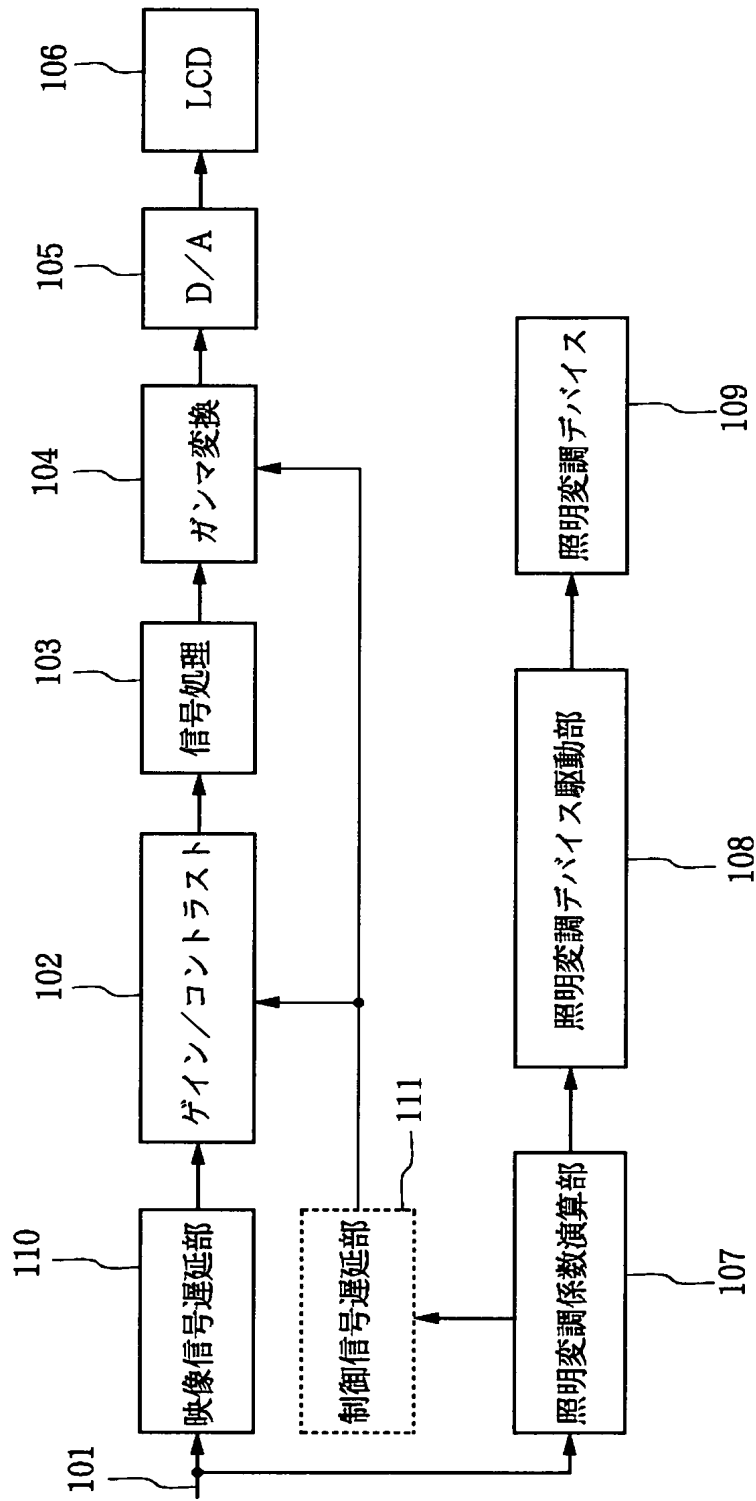 101
110
映像信号遅延部
102
ゲイン/コントラスト
103
信号処理
104
ガンマ変換
105
D/A
106
LCD
111
制御信号遅延部
照明変調係数演算部
107
照明変調デバイス駆動部
108
照明変調デバイス
109